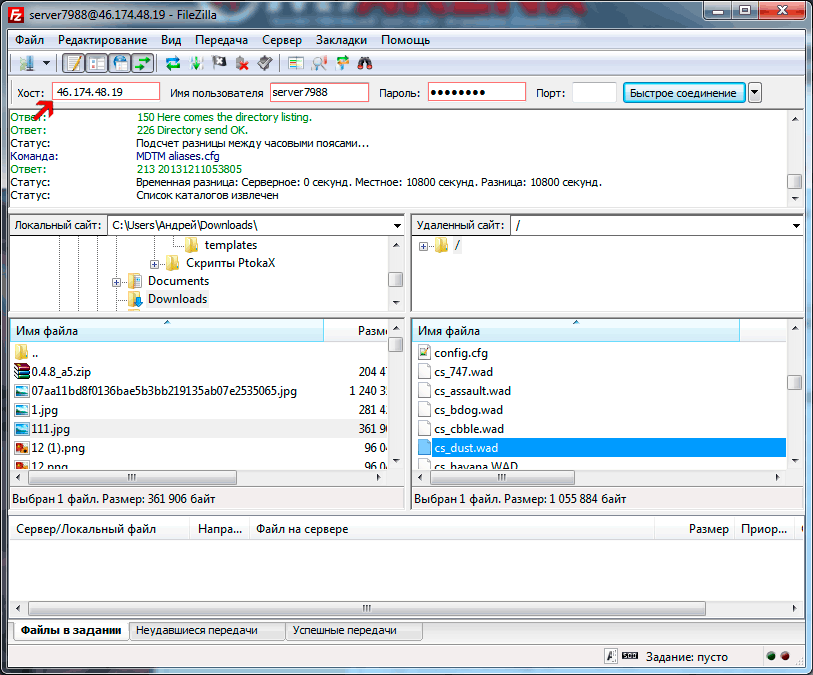 server7988@46.174.48.19 - FileZilla
Файл Редактирование Вид Передача Сервер Закладки Помощь
Хост: 46.174.48.19 Имя пользователя server7988 Пароль: ●●●●●●●● Порт: Быстрое соединение
Ответ: 150 Here comes the directory listing.
Ответ: 226 Directory send OK.
Статус: Подсчет разницы между часовыми поясами...
Команда: MDTM aliases.cfg
Ответ: 213 20131211053805
Статус: Временная разница: Серверное: 0 секунд. Местное: 10800 секунд. Разница: 10800 секунд.
Статус: Список каталогов извлечен
Локальный сайт: C:\Users\Андрей\Downloads\
templates
Скрипты PtokaX
Documents
Downloads
Удаленный сайт: /
/
Имя файла Разм
..
0.4.8_a5.zip 204 4
07aa11bd8f0136bae5b3bb219135ab07e2535065.jpg 1 240 3
1.jpg 281 4
111.jpg 361 90
12 (1).png 96 04
12.png 96 04
Выбран 1 файл. Размер: 361 906 байт
Имя файла
config.cfg
cs_747.wad
cs_assault.wad
cs_bdog.wad
cs_cbble.wad
cs_dust.wad
cs_havana.WAD
Выбран 1 файл. Размер: 1 055 884 байт
Сервер/Локальный файл Напра... Файл на сервере Размер Приор...
Файлы в задании Неудавшиеся передачи Успешные передачи
Задание: пусто